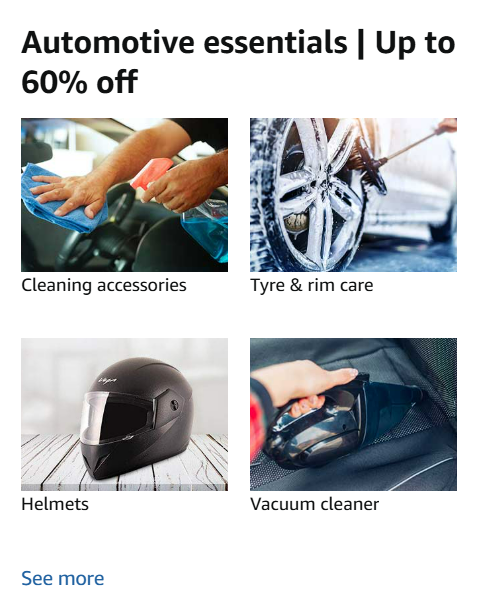 Automotive essentials | Up to
60% off
Cleaning accessories
Tyre & rim care
Helmets
Vacuum cleaner
See more